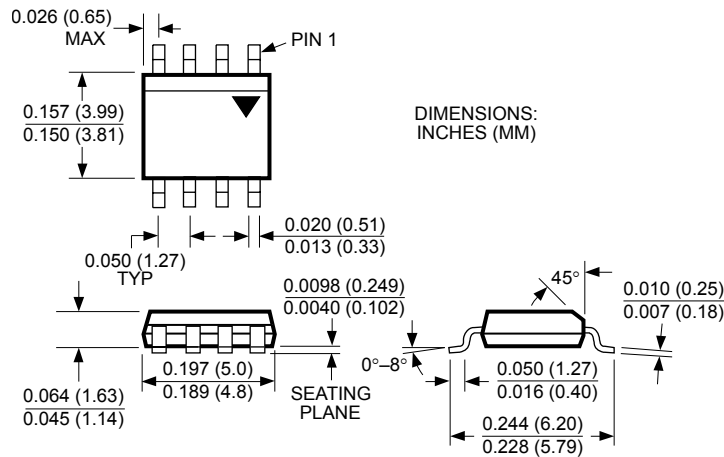 0.026 (0.65)
MAX
PIN 1
0.157 (3.99)
0.150 (3.81)
DIMENSIONS:
INCHES (MM)
0.020 (0.51)
0.013 (0.33)
0.050 (1.27)
TYP
0.0098 (0.249)
0.0040 (0.102)
45°
0.010 (0.25)
0.007 (0.18)
0°–8°
0.064 (1.63)
0.045 (1.14)
0.197 (5.0)
0.189 (4.8)
SEATING
PLANE
0.050 (1.27)
0.016 (0.40)
0.244 (6.20)
0.228 (5.79)